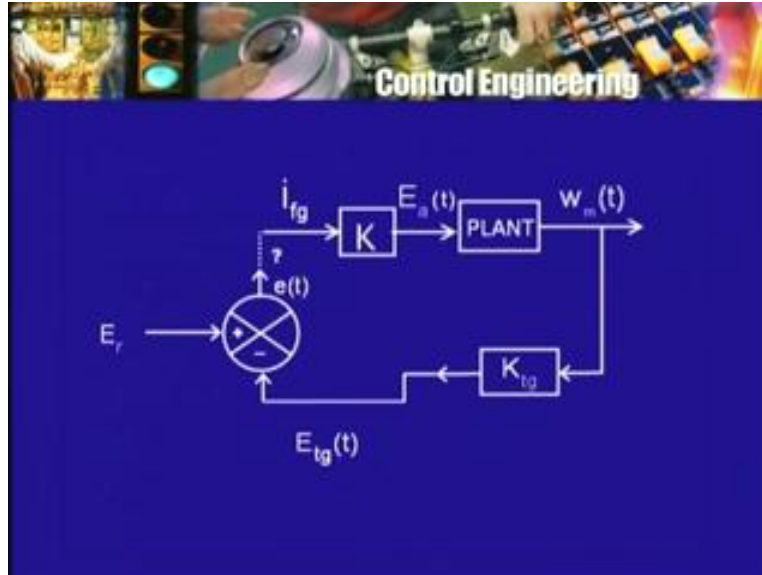 Control Engineering
i_fg
K
E_a(t)
PLANT
w_m(t)
?
e(t)
E_r
+
−
K_tg
E_tg(t)